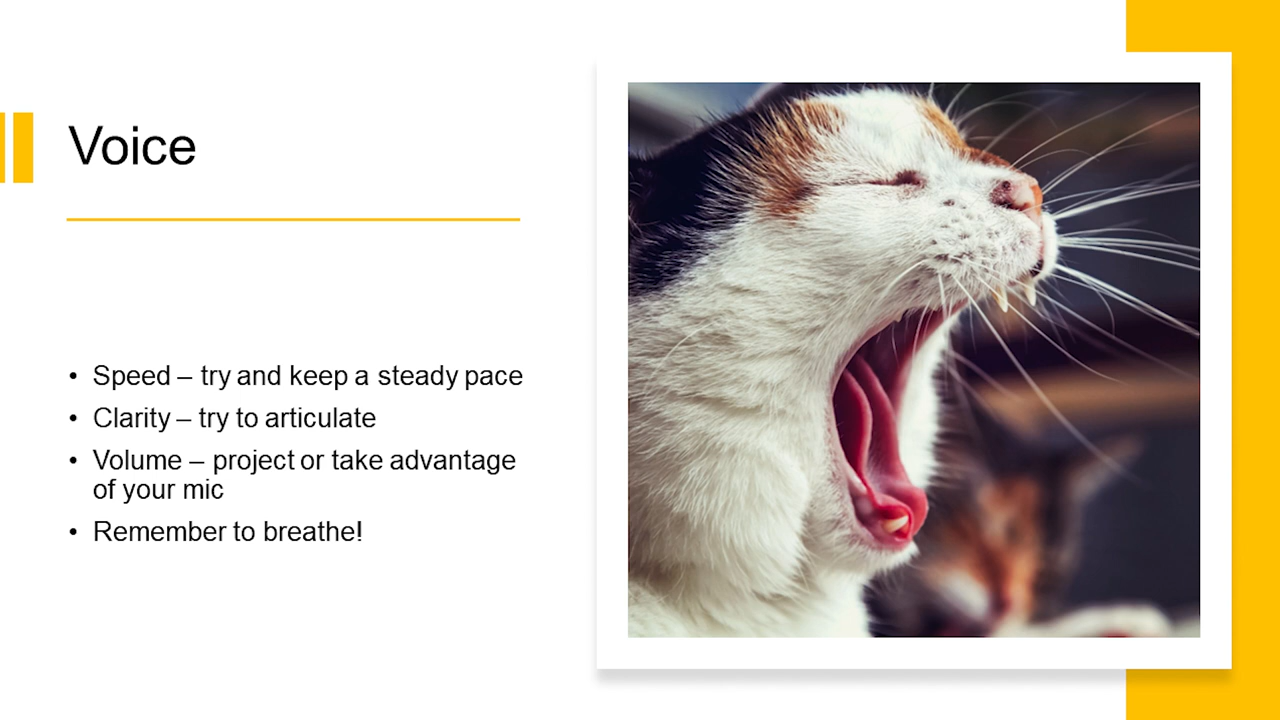 Voice
• Speed – try and keep a steady pace
• Clarity – try to articulate
• Volume – project or take advantage
of your mic
• Remember to breathe!